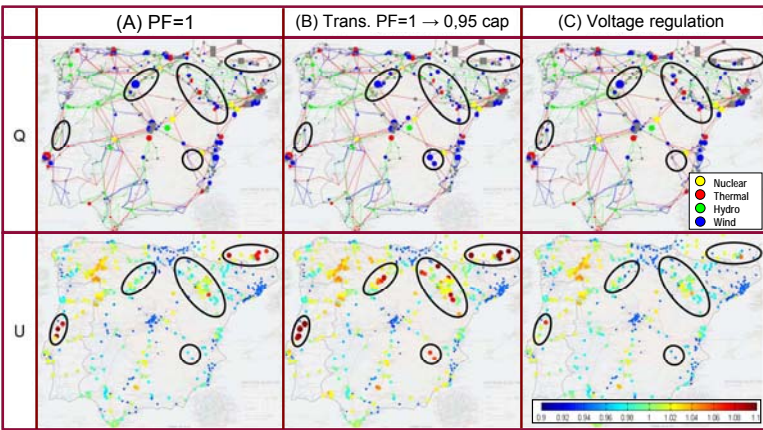 (A) PF=1
(B) Trans. PF=1 → 0,95 cap
(C) Voltage regulation
Q
Nuclear
Thermal
Hydro
Wind
U
0.9 0.92 0.94 0.96 0.98 1 1.02 1.04 1.06 1.08 1.1